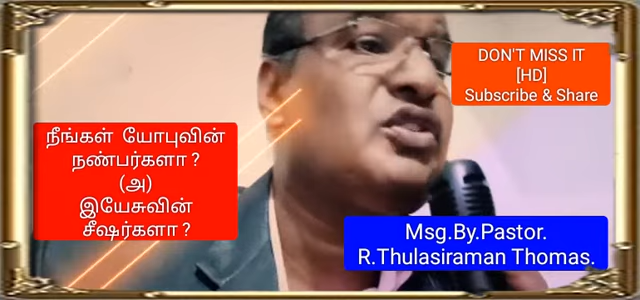 DON'T MISS IT
[HD]
Subscribe & Share
நீங்கள் யோபுவின்
நண்பர்களா ?
(அ)
இயேசுவின்
சீஷர்களா ?
Msg.By.Pastor.
R.Thulasiraman Thomas.